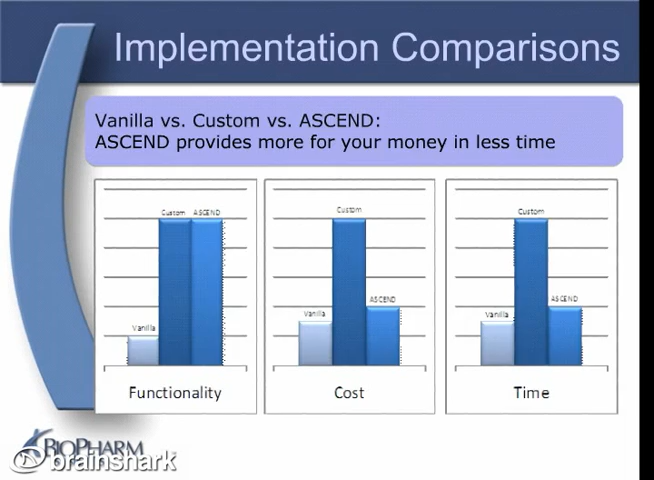 Implementation Comparisons
Vanilla vs. Custom vs. ASCEND:
ASCEND provides more for your money in less time
Custom ASCEND
Vanilla
Functionality
Custom
ASCEND
Vanilla
Cost
Custom
ASCEND
Vanilla
Time
BIOPHARM
brainshark